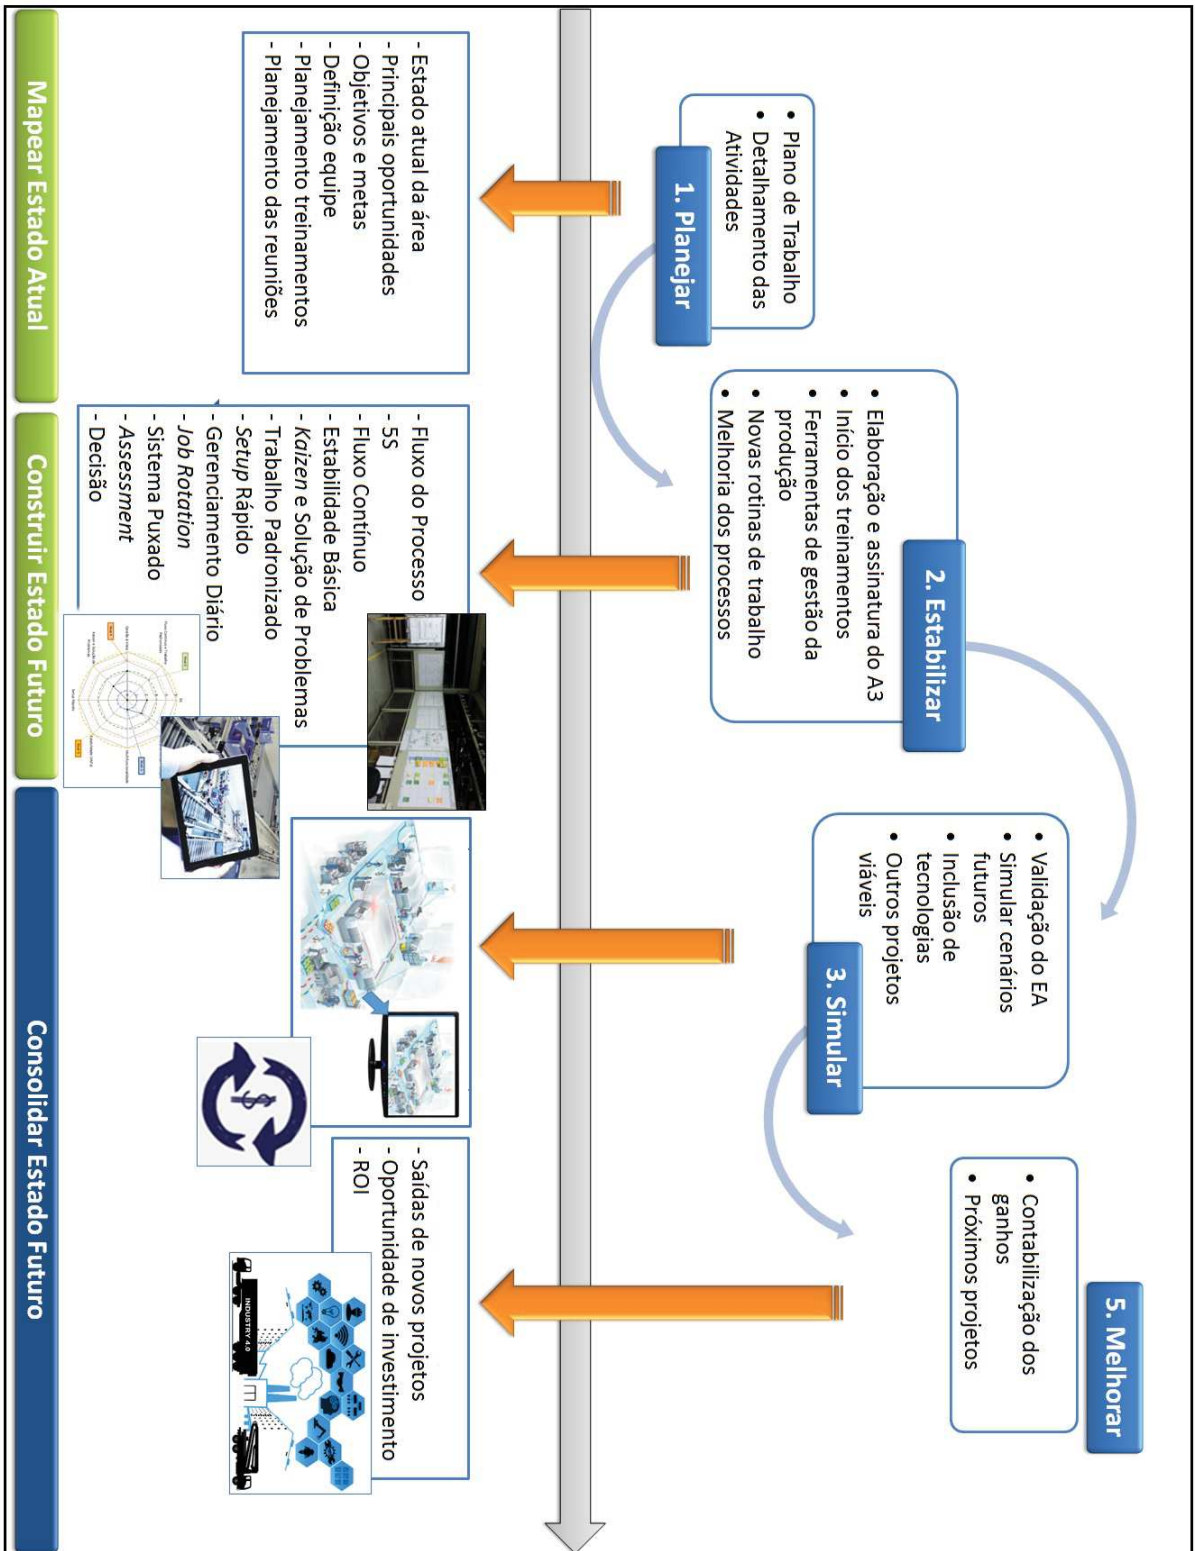 1. Planejar
• Plano de Trabalho
• Detalhamento das
Atividades
2. Estabilizar
• Elaboração e assinatura do A3
• Início dos treinamentos
• Ferramentas de gestão da
produção
• Novas rotinas de trabalho
• Melhoria dos processos
3. Simular
• Validação do EA
• Simular cenários
futuros
• Inclusão de
tecnologias
• Outros projetos
viáveis
5. Melhorar
• Contabilização dos
ganhos
• Próximos projetos
- Estado atual da área
- Principais oportunidades
- Objetivos e metas
- Definição equipe
- Planejamento treinamentos
- Planejamento das reuniões
- Fluxo do Processo
- 5S
- Fluxo Contínuo
- Estabilidade Básica
- Kaizen e Solução de Problemas
- Trabalho Padronizado
- Setup Rápido
- Gerenciamento Diário
- Job Rotation
- Sistema Puxado
- Assessment
- Decisão
$
- Saídas de novos projetos
- Oportunidade de investimento
- ROI
INDUSTRY 4.0
Mapear Estado Atual
Construir Estado Futuro
Consolidar Estado Futuro